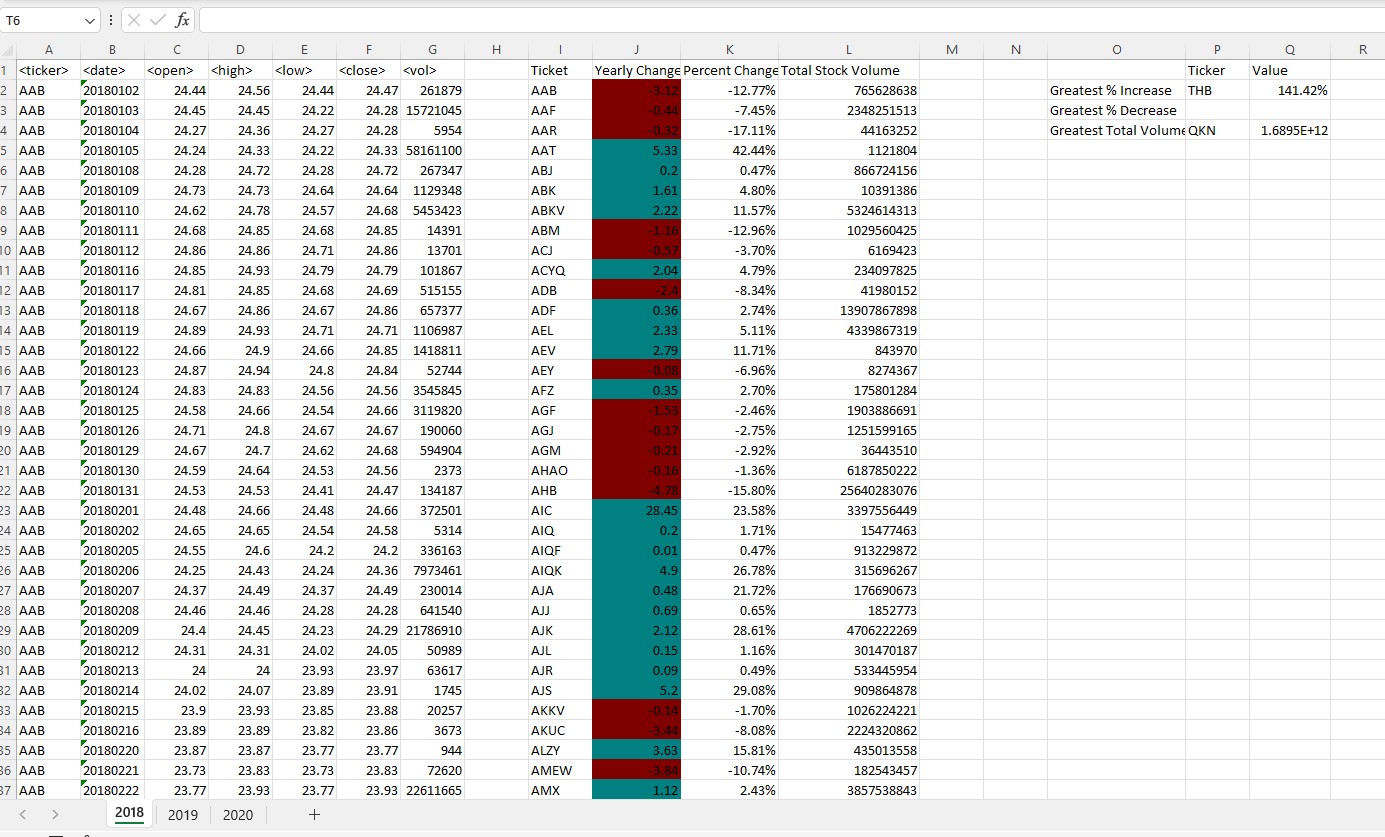 T6 fx
A B C D E F G H I J K L M N O P Q R
1 <ticker> <date> <open> <high> <low> <close> <vol> Ticket Yearly Change Percent Change Total Stock Volume Ticker Value
2 AAB 20180102 24.44 24.56 24.44 24.47 261879 AAB -3.12 -12.77% 765628638 Greatest % Increase THB 141.42%
3 AAB 20180103 24.45 24.45 24.22 24.28 15721045 AAF -0.44 -7.45% 2348251513 Greatest % Decrease
4 AAB 20180104 24.27 24.36 24.27 24.28 5954 AAR -0.32 -17.11% 44163252 Greatest Total Volume QKN 1.6895E+12
5 AAB 20180105 24.24 24.33 24.22 24.33 58161100 AAT 5.33 42.44% 1121804
6 AAB 20180108 24.28 24.72 24.28 24.72 267347 ABJ 0.2 0.47% 866724156
7 AAB 20180109 24.73 24.73 24.64 24.64 1129348 ABK 1.61 4.80% 10391386
8 AAB 20180110 24.62 24.78 24.57 24.68 5453423 ABKV 2.22 11.57% 5324614313
9 AAB 20180111 24.68 24.85 24.68 24.85 14391 ABM -1.16 -12.96% 1029560425
10 AAB 20180112 24.86 24.86 24.71 24.86 13701 ACJ -0.57 -3.70% 6169423
11 AAB 20180116 24.85 24.93 24.79 24.79 101867 ACYQ 2.04 4.79% 234097825
12 AAB 20180117 24.81 24.85 24.68 24.69 515155 ADB -2.4 -8.34% 41980152
13 AAB 20180118 24.67 24.86 24.67 24.86 657377 ADF 0.36 2.74% 13907867898
14 AAB 20180119 24.89 24.93 24.71 24.71 1106987 AEL 2.33 5.11% 4339867319
15 AAB 20180122 24.66 24.9 24.66 24.85 1418811 AEV 2.79 11.71% 843970
16 AAB 20180123 24.87 24.94 24.8 24.84 52744 AEY -0.08 -6.96% 8274367
17 AAB 20180124 24.83 24.83 24.56 24.56 3545845 AFZ 0.35 2.70% 175801284
18 AAB 20180125 24.58 24.66 24.54 24.66 3119820 AGF -1.53 -2.46% 1903886691
19 AAB 20180126 24.71 24.8 24.67 24.67 190060 AGJ -0.17 -2.75% 1251599165
20 AAB 20180129 24.67 24.7 24.62 24.68 594904 AGM -0.21 -2.92% 36443510
21 AAB 20180130 24.59 24.64 24.53 24.56 2373 AHAO -0.16 -1.36% 6187850222
22 AAB 20180131 24.53 24.53 24.41 24.47 134187 AHB -4.78 -15.80% 25640283076
23 AAB 20180201 24.48 24.66 24.48 24.66 372501 AIC 28.45 23.58% 3397556449
24 AAB 20180202 24.65 24.65 24.54 24.58 5314 AIQ 0.2 1.71% 15477463
25 AAB 20180205 24.55 24.6 24.2 24.2 336163 AIQF 0.01 0.47% 913229872
26 AAB 20180206 24.25 24.43 24.24 24.36 7973461 AIQK 4.9 26.78% 315696267
27 AAB 20180207 24.37 24.49 24.37 24.49 230014 AJA 0.48 21.72% 176690673
28 AAB 20180208 24.46 24.46 24.28 24.28 641540 AJJ 0.69 0.65% 1852773
29 AAB 20180209 24.4 24.45 24.23 24.29 21786910 AJK 2.12 28.61% 4706222269
30 AAB 20180212 24.31 24.31 24.02 24.05 50989 AJL 0.15 1.16% 301470187
31 AAB 20180213 24 24 23.93 23.97 63617 AJR 0.09 0.49% 533445954
32 AAB 20180214 24.02 24.07 23.89 23.91 1745 AJS 5.2 29.08% 909864878
33 AAB 20180215 23.9 23.93 23.85 23.88 20257 AKKV -0.14 -1.70% 1026224221
34 AAB 20180216 23.89 23.89 23.82 23.86 3673 AKUC -3.44 -8.08% 2224320862
35 AAB 20180220 23.87 23.87 23.77 23.77 944 ALZY 3.63 15.81% 435013558
36 AAB 20180221 23.73 23.83 23.73 23.83 72620 AMEW -3.84 -10.74% 182543457
37 AAB 20180222 23.77 23.93 23.77 23.93 22611665 AMX 1.12 2.43% 3857538843
2018 2019 2020 +